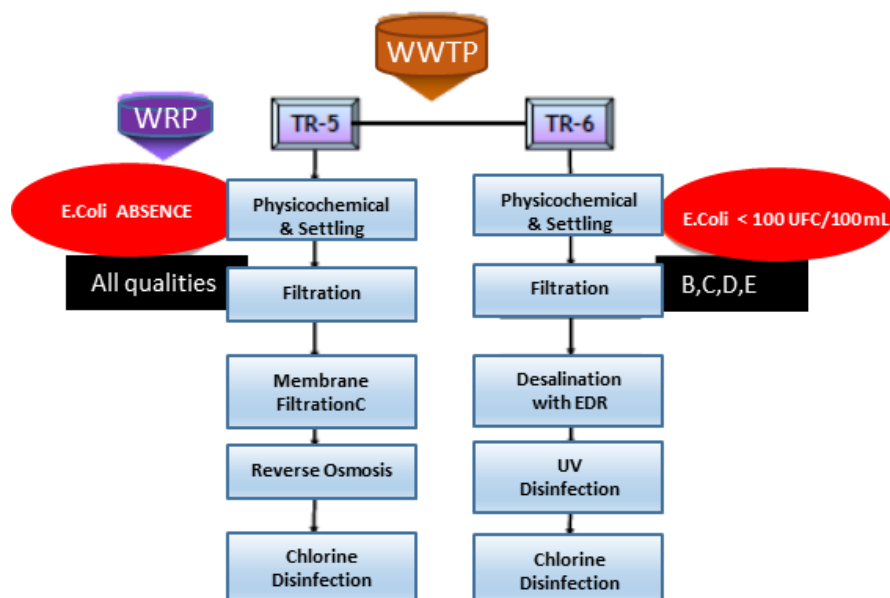 WWTP
WRP
TR-5
TR-6
E.Coli ABSENCE
Physicochemical
& Settling
Physicochemical
& Settling
E.Coli < 100 UFC/100 mL
All qualities
Filtration
Filtration
B,C,D,E
Membrane
FiltrationC
Desalination
with EDR
Reverse Osmosis
UV
Disinfection
Chlorine
Disinfection
Chlorine
Disinfection